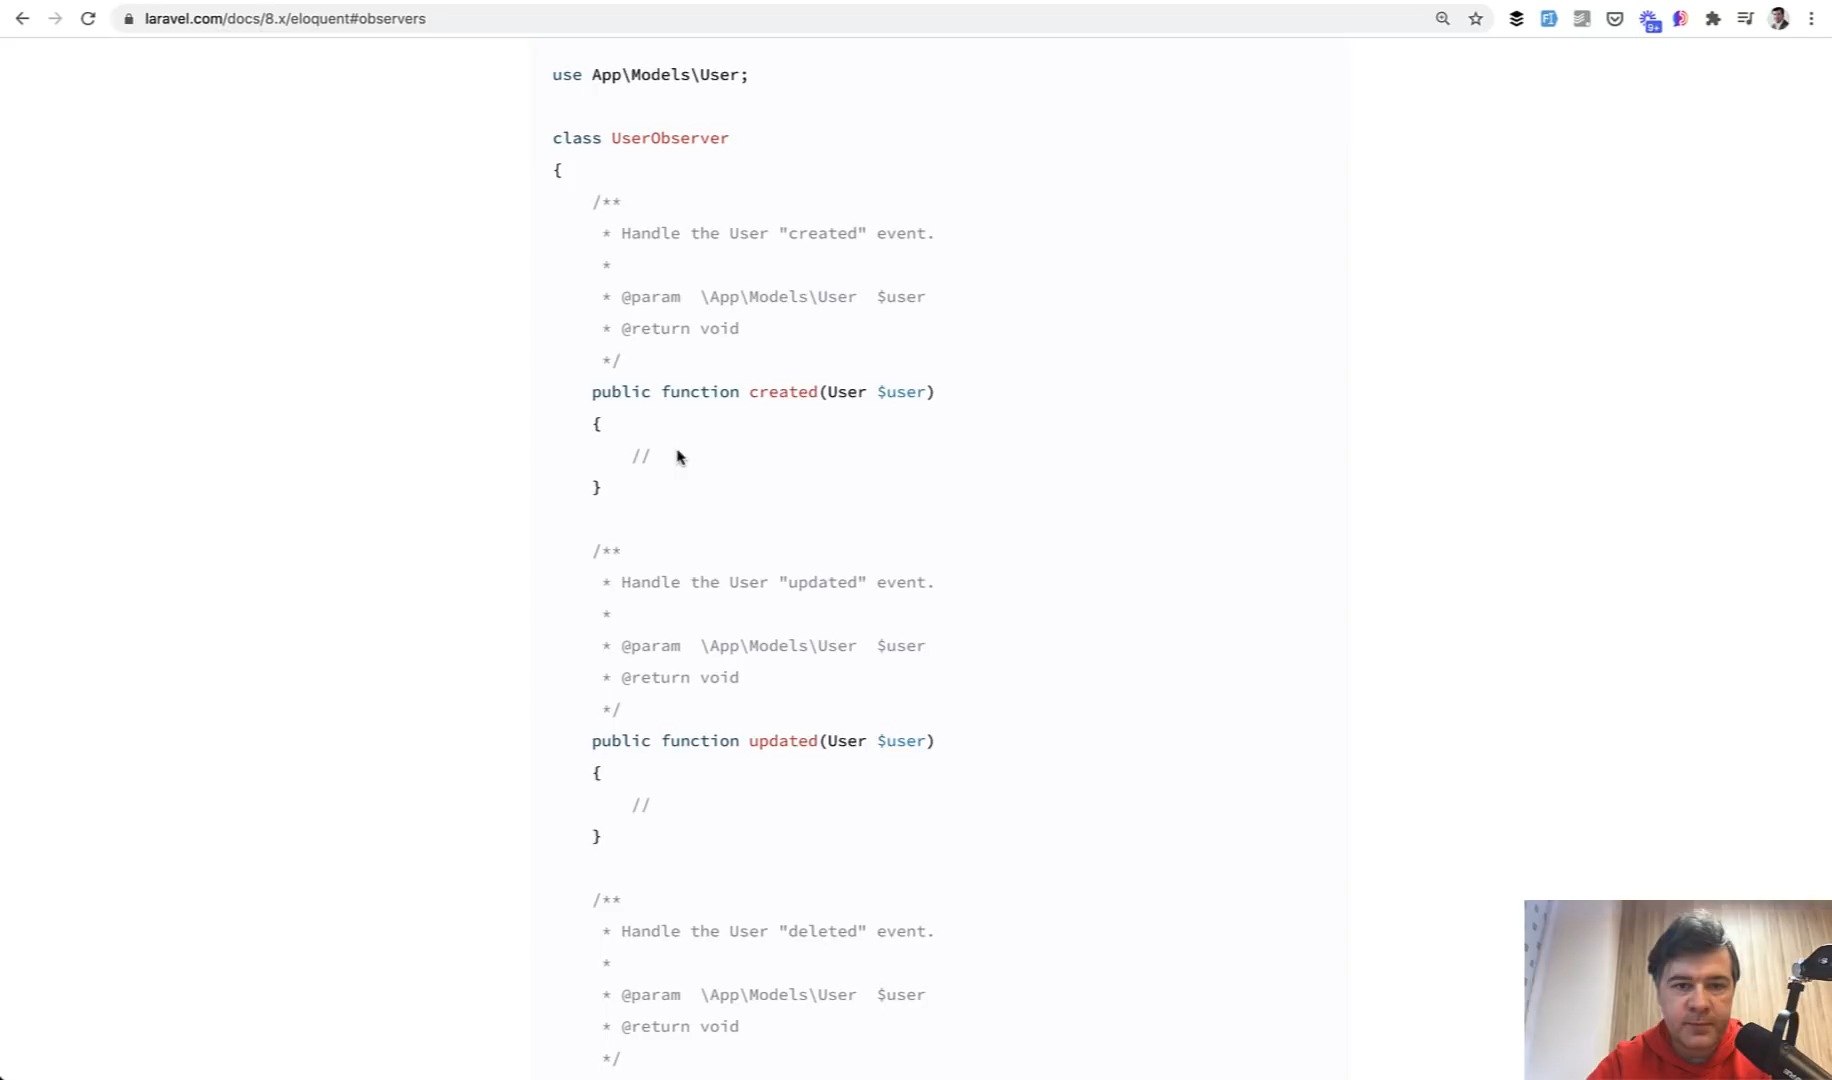 laravel.com/docs/8.x/eloquent#observers
9+
use App\Models\User;
class UserObserver
{
/**
* Handle the User "created" event.
*
* @param  \App\Models\User  $user
* @return void
*/
public function created(User $user)
{
//
}
/**
* Handle the User "updated" event.
*
* @param  \App\Models\User  $user
* @return void
*/
public function updated(User $user)
{
//
}
/**
* Handle the User "deleted" event.
*
* @param  \App\Models\User  $user
* @return void
*/